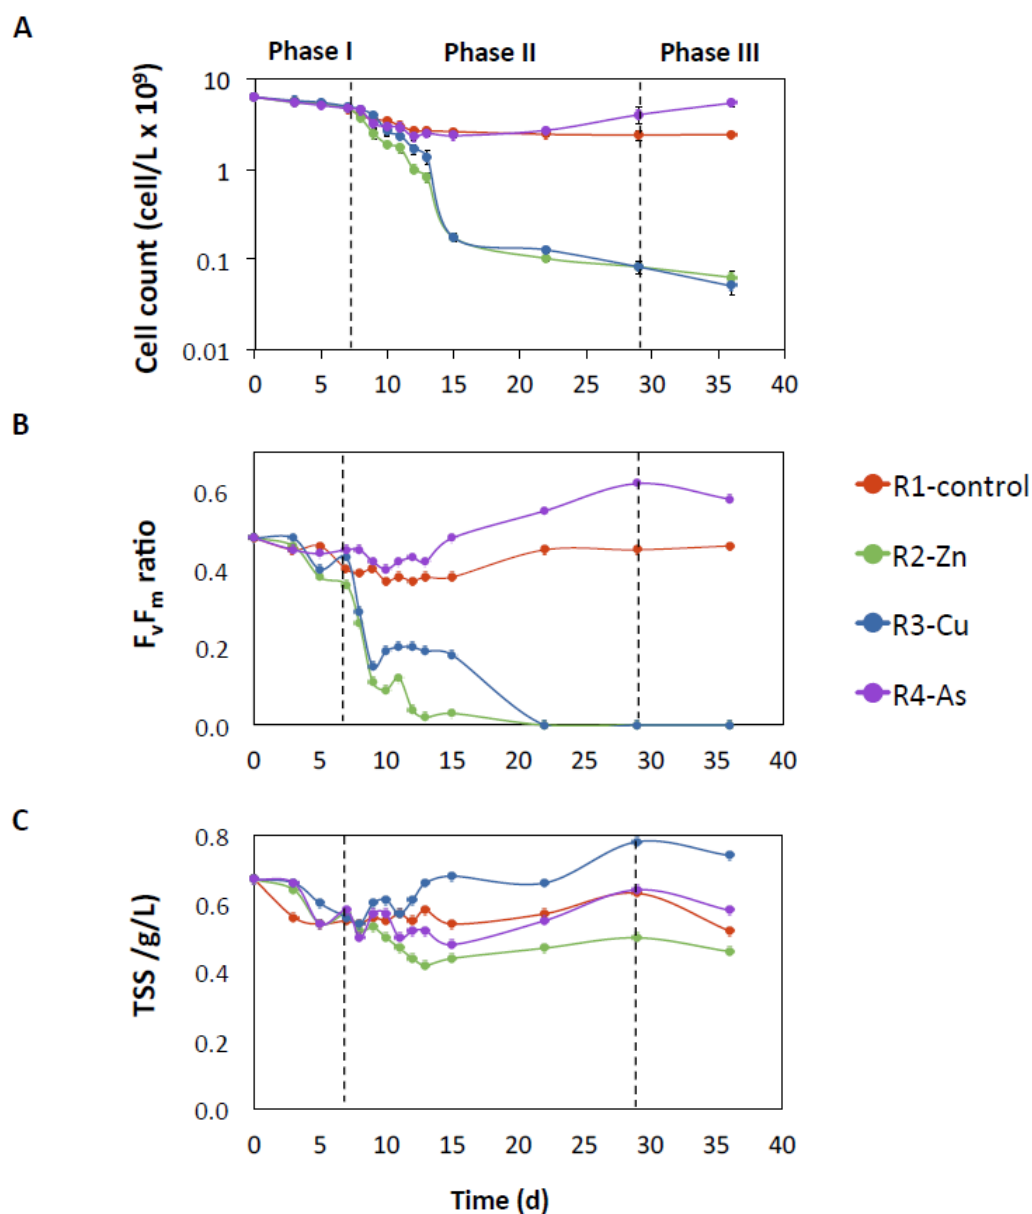 A
Phase I Phase II Phase III
Cell count (cell/L x 10⁹)
10
1
0.1
0.01
0 5 10 15 20 25 30 35 40
B
FᵥFₘ ratio
0.6
0.4
0.2
0.0
0 5 10 15 20 25 30 35 40
R1-control
R2-Zn
R3-Cu
R4-As
C
TSS /g/L)
0.8
0.6
0.4
0.2
0.0
0 5 10 15 20 25 30 35 40
Time (d)